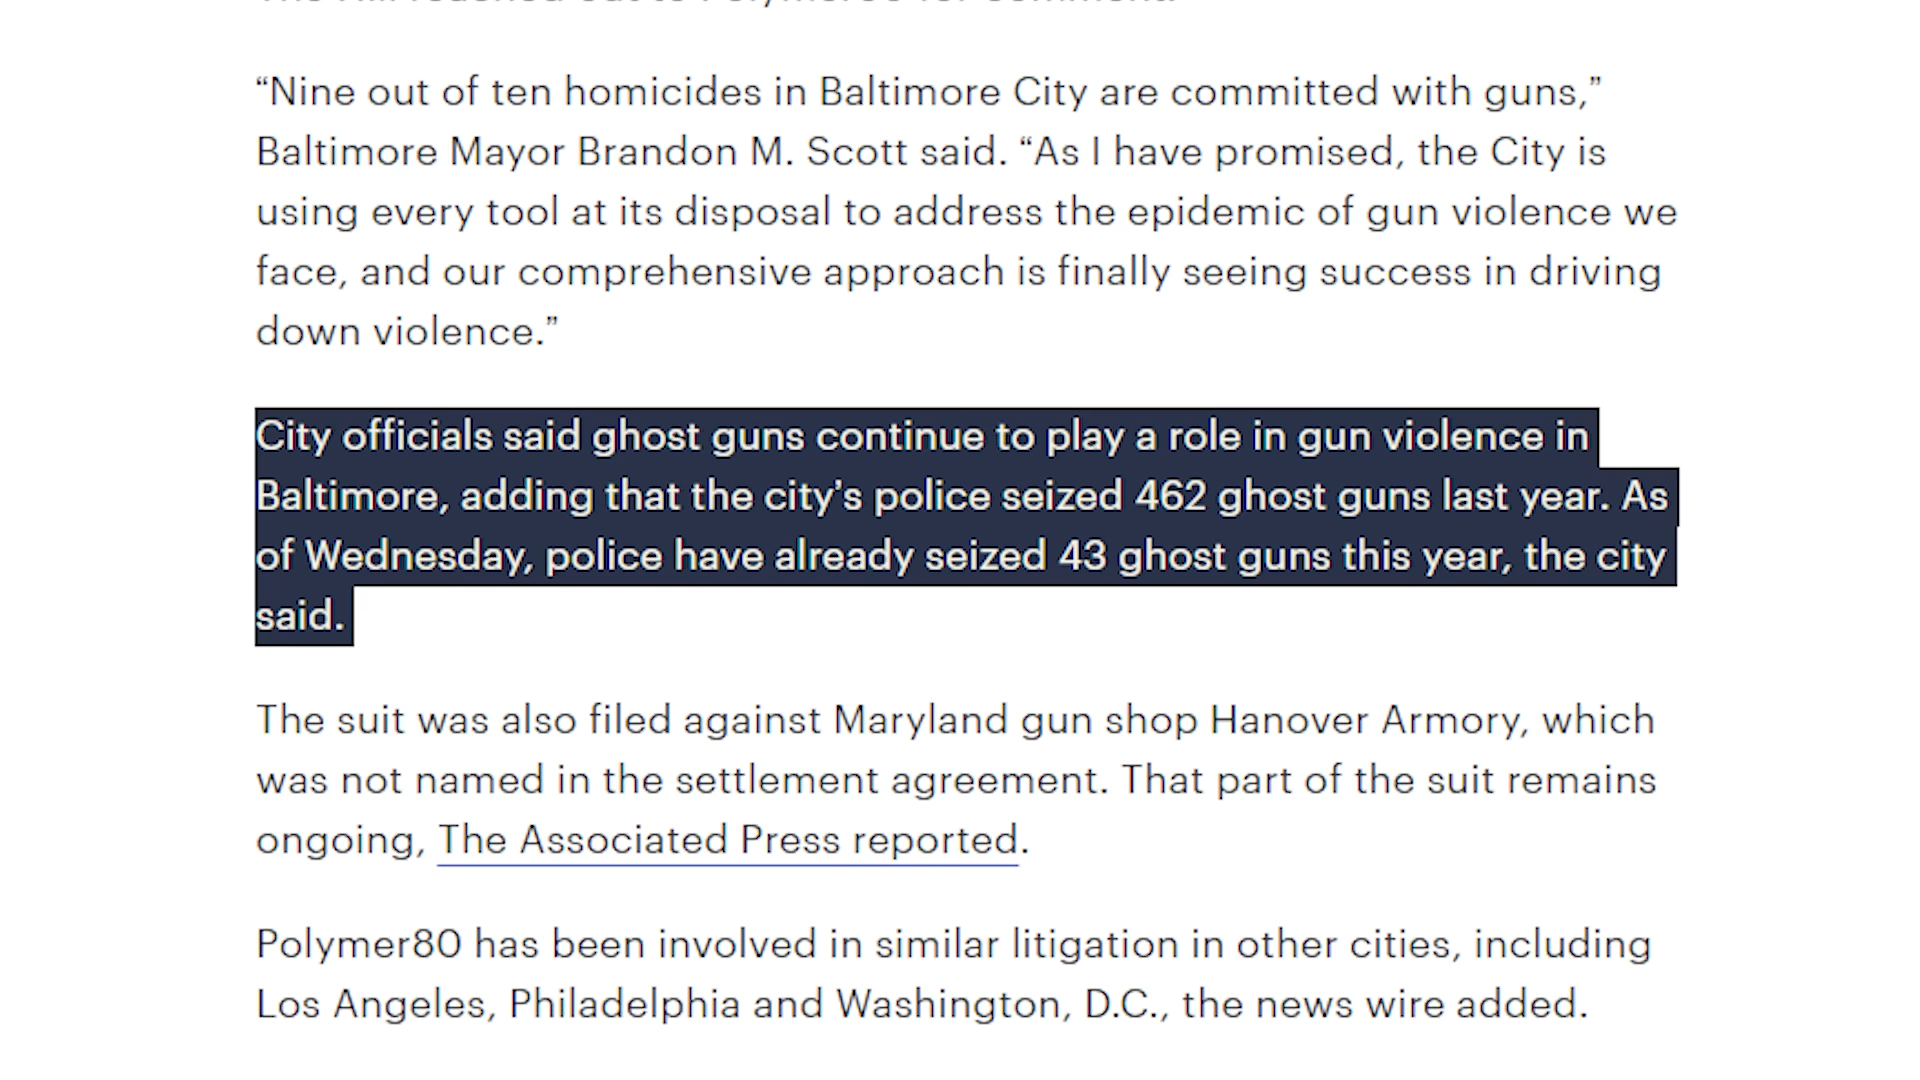 “Nine out of ten homicides in Baltimore City are committed with guns,”
Baltimore Mayor Brandon M. Scott said. “As I have promised, the City is
using every tool at its disposal to address the epidemic of gun violence we
face, and our comprehensive approach is finally seeing success in driving
down violence.”
City officials said ghost guns continue to play a role in gun violence in
Baltimore, adding that the city's police seized 462 ghost guns last year. As
of Wednesday, police have already seized 43 ghost guns this year, the city
said.
The suit was also filed against Maryland gun shop Hanover Armory, which
was not named in the settlement agreement. That part of the suit remains
ongoing, The Associated Press reported.
Polymer80 has been involved in similar litigation in other cities, including
Los Angeles, Philadelphia and Washington, D.C., the news wire added.